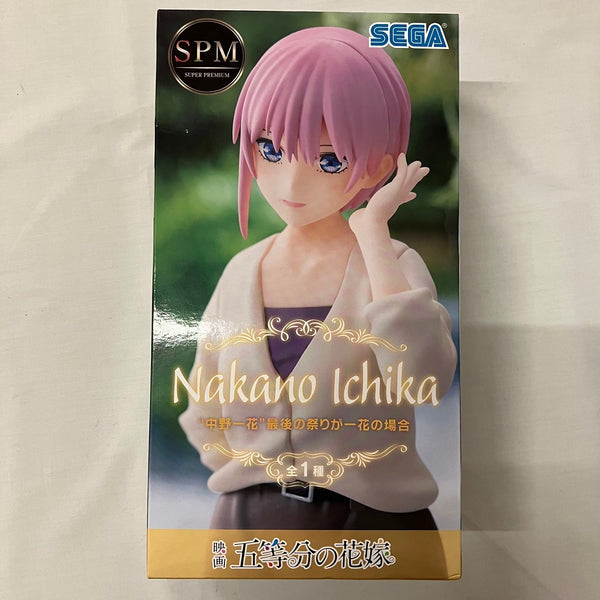 SPM
SUPER PREMIUM
SEGA
Nakano Ichika
"中野一花"最後の祭りが一花の場合
全1種
映画 五等分の花嫁